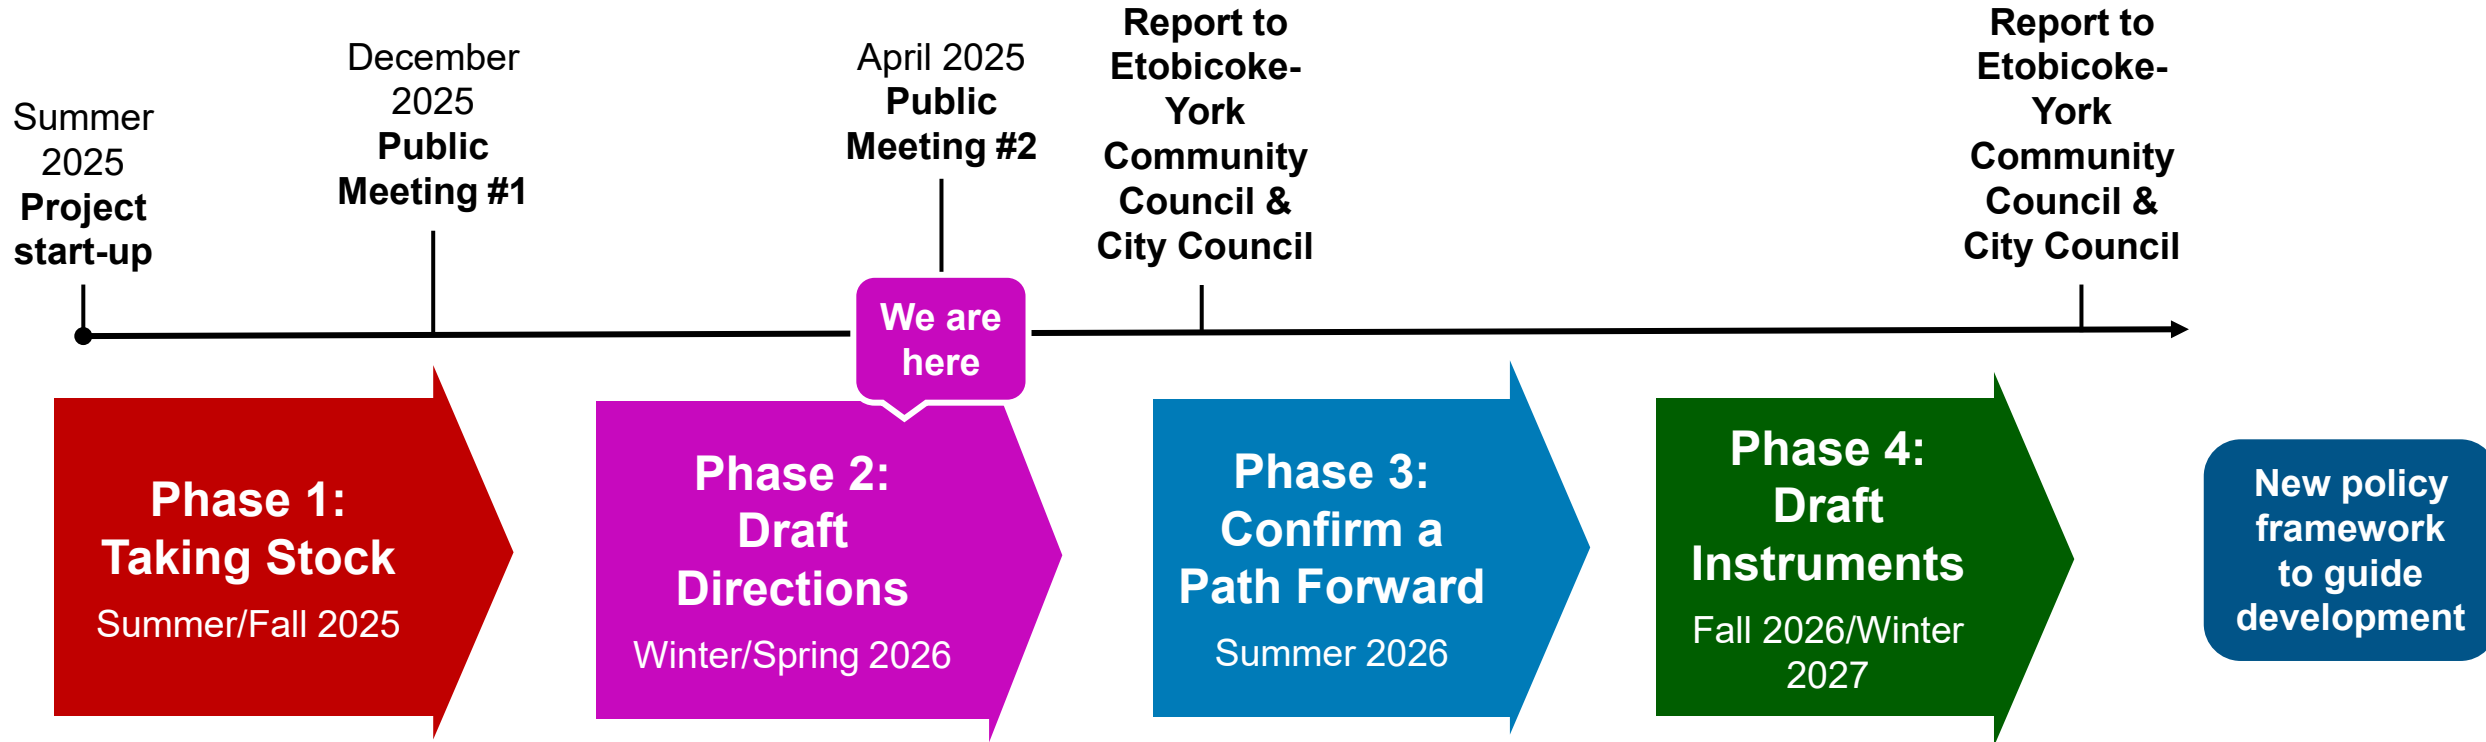 Summer
2025
Project
start-up
December
2025
Public
Meeting #1
April 2025
Public
Meeting #2
Report to
Etobicoke-
York
Community
Council &
City Council
Report to
Etobicoke-
York
Community
Council &
City Council
We are
here
Phase 1:
Taking Stock
Summer/Fall 2025
Phase 2:
Draft
Directions
Winter/Spring 2026
Phase 3:
Confirm a
Path Forward
Summer 2026
Phase 4:
Draft
Instruments
Fall 2026/Winter
2027
New policy
framework
to guide
development